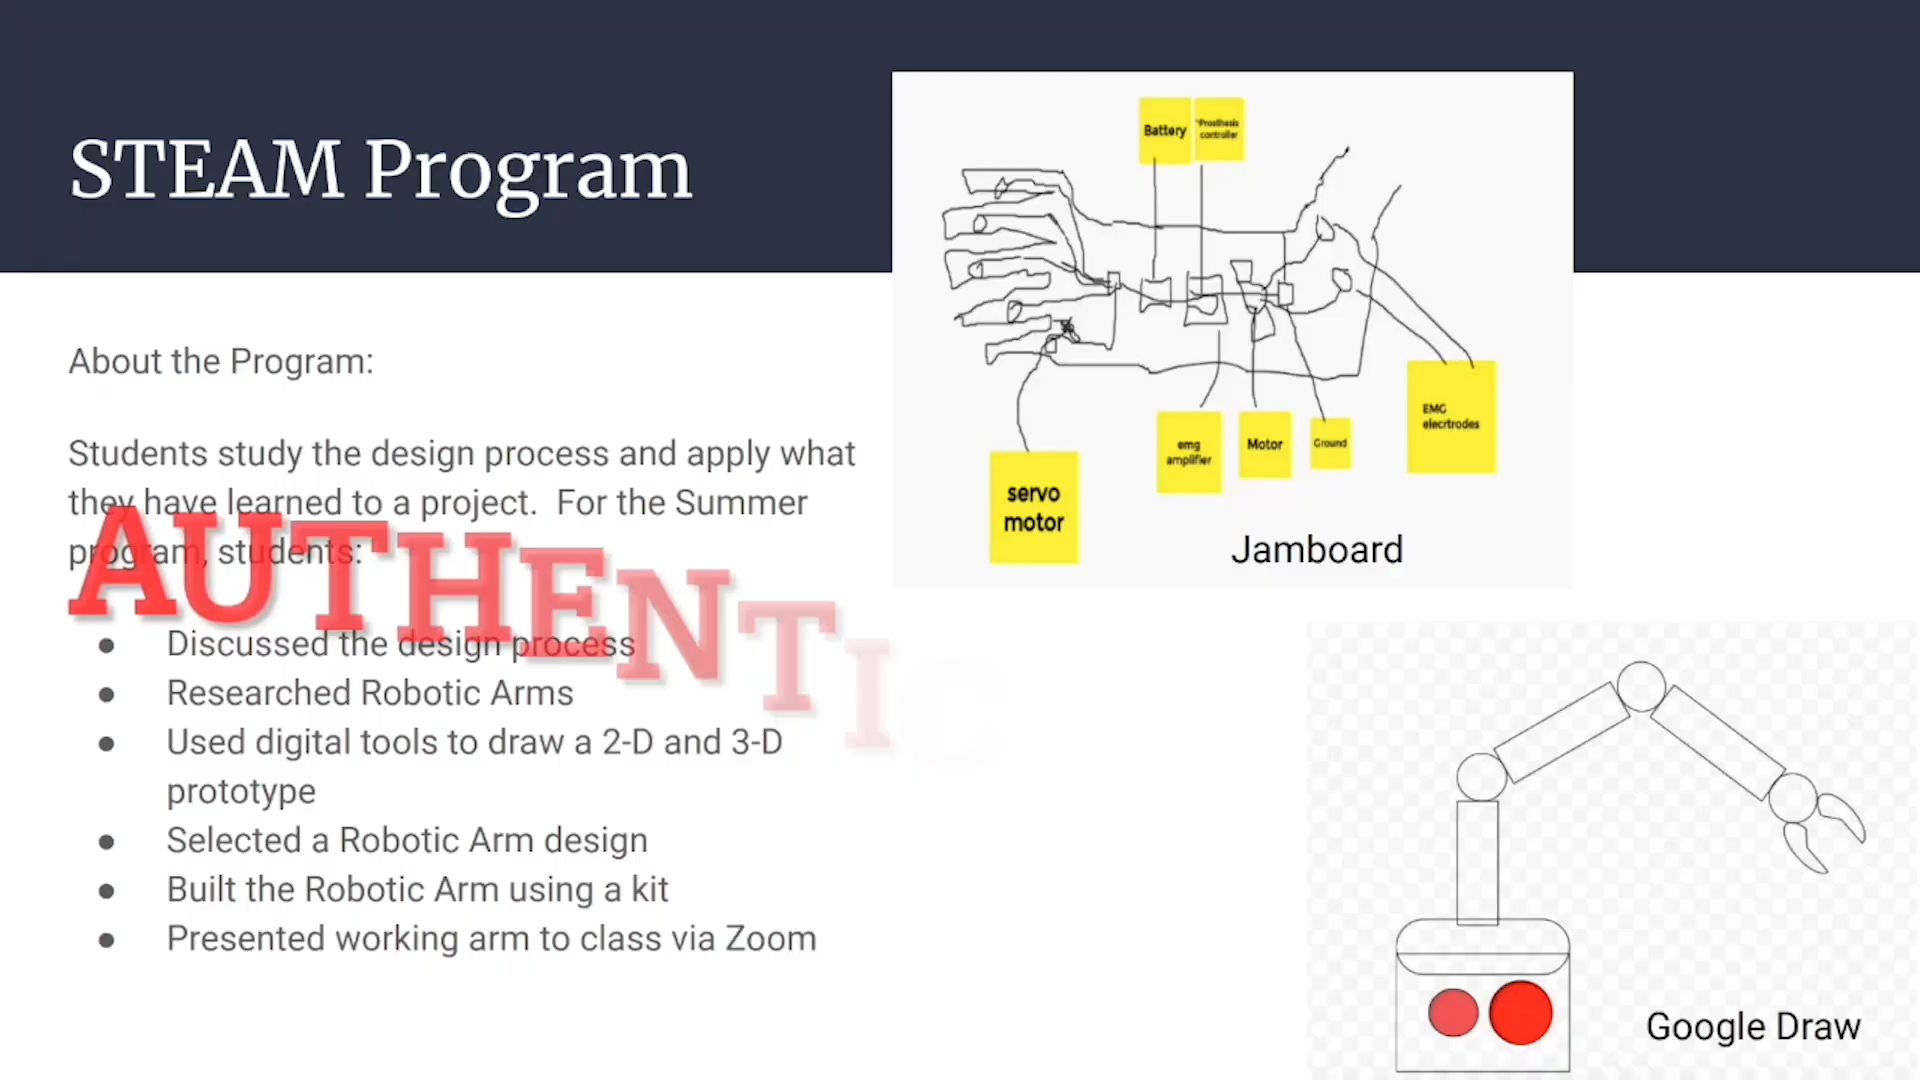 STEAM Program
About the Program:
Students study the design process and apply what
they have learned to a project.  For the Summer
program, students:
AUTHENTIC
● Discussed the design process
● Researched Robotic Arms
● Used digital tools to draw a 2-D and 3-D
prototype
● Selected a Robotic Arm design
● Built the Robotic Arm using a kit
● Presented working arm to class via Zoom
Battery
*Prosthesis
controller
servo
motor
emg
amplifier
Motor
Ground
EMG
elecrtrodes
Jamboard
Google Draw